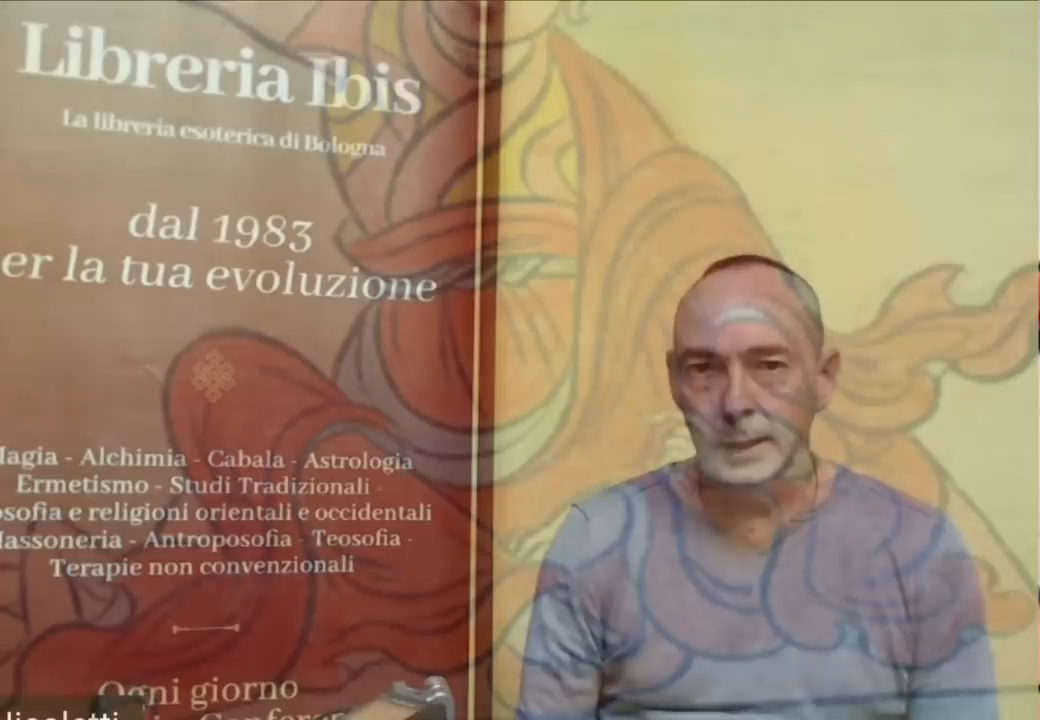 Libreria Ibis
La libreria esoterica di Bologna
dal 1983
er la tua evoluzione
agia - Alchimia - Cabala - Astrologia
Ermetismo - Studi Tradizionali -
osofia e religioni orientali e occidentali
assoneria - Antroposofia - Teosofia -
Terapie non convenzionali
Ogni giorno